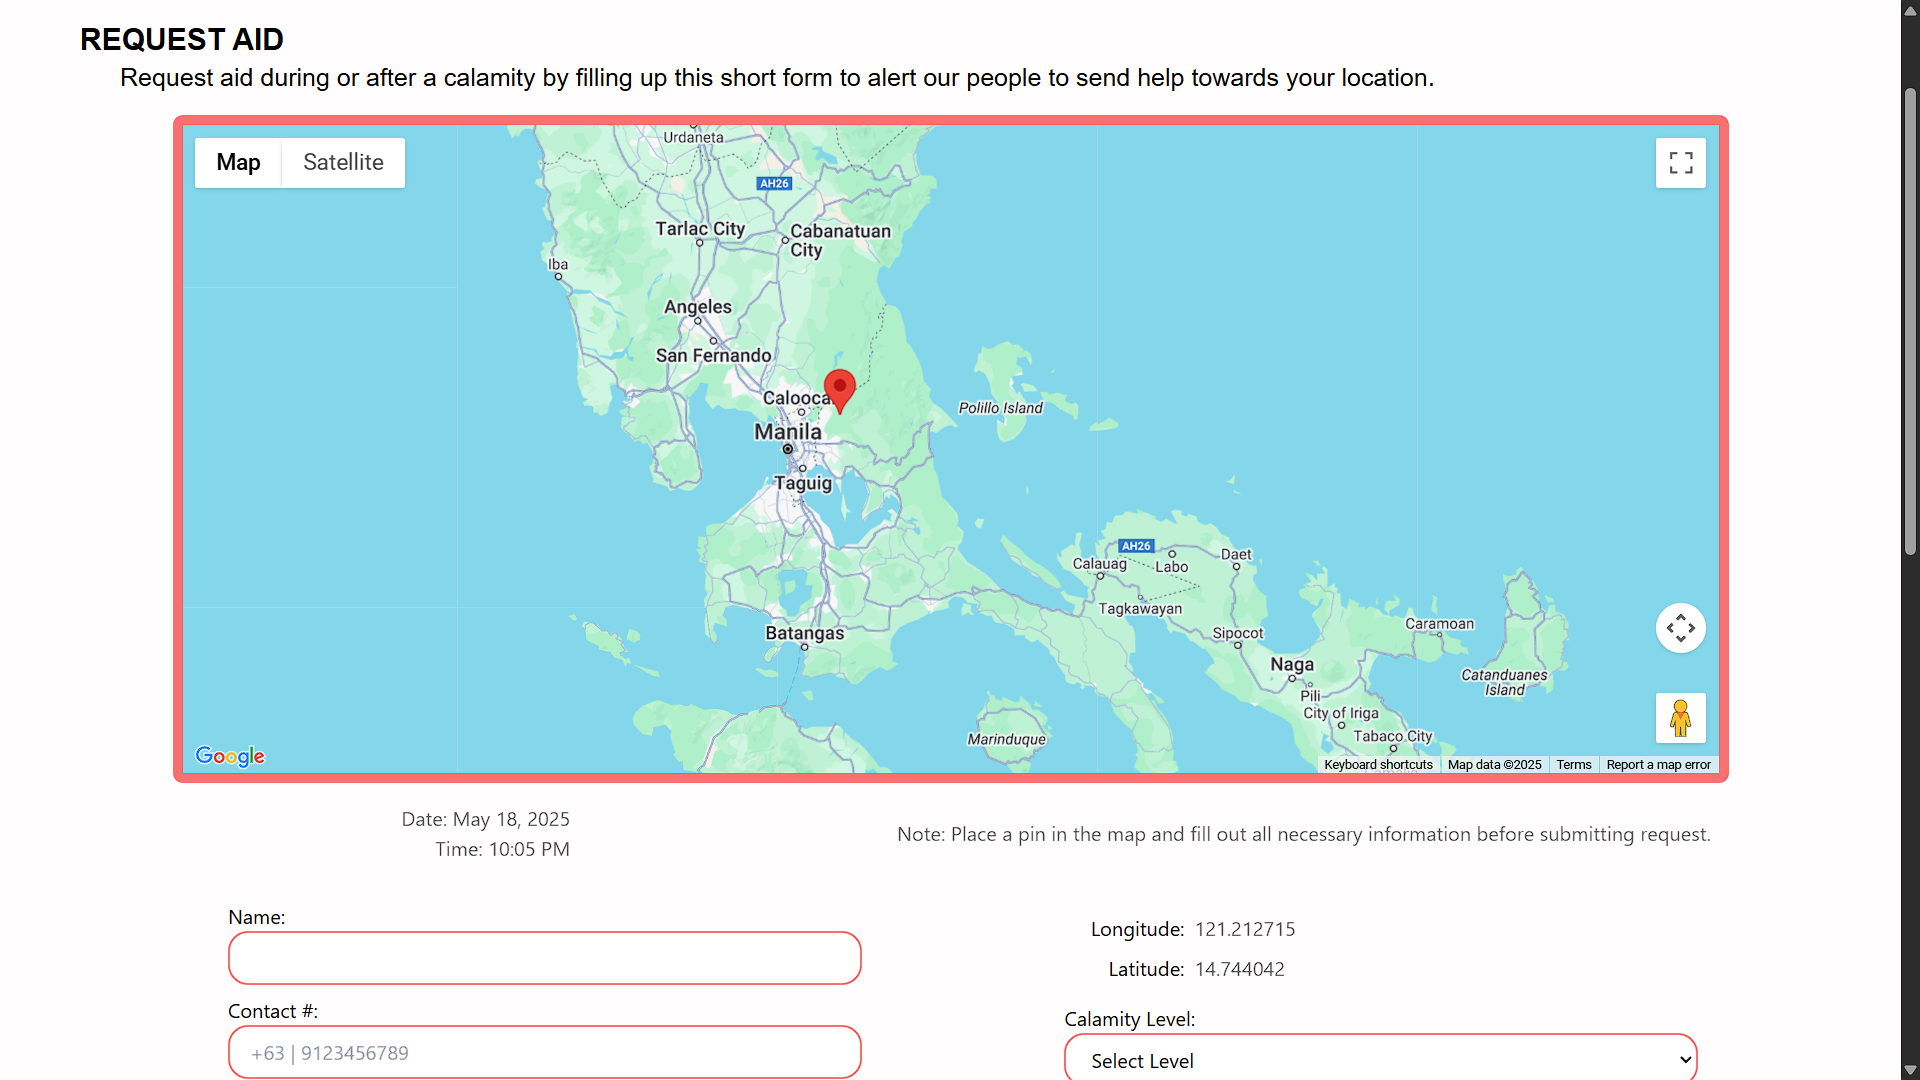 REQUEST AID
Request aid during or after a calamity by filling up this short form to alert our people to send help towards your location.
Map
Satellite
Urdaneta
AH26
Tarlac City
Cabanatuan
City
Iba
Angeles
San Fernando
Polillo Island
Manila
Taguig
AH26
Calauag
Labo
Daet
Tagkawayan
Batangas
Sipocot
Caramoan
Naga
Catanduanes
Island
Pili
City of Iriga
Marinduque
Tabaco City
Google
Keyboard shortcuts
Map data ©2025
Terms
Report a map error
Date: May 18, 2025
Time: 10:05 PM
Note: Place a pin in the map and fill out all necessary information before submitting request.
Name:
Longitude: 121.212715
Latitude: 14.744042
Contact #:
+63 | 9123456789
Calamity Level:
Select Level